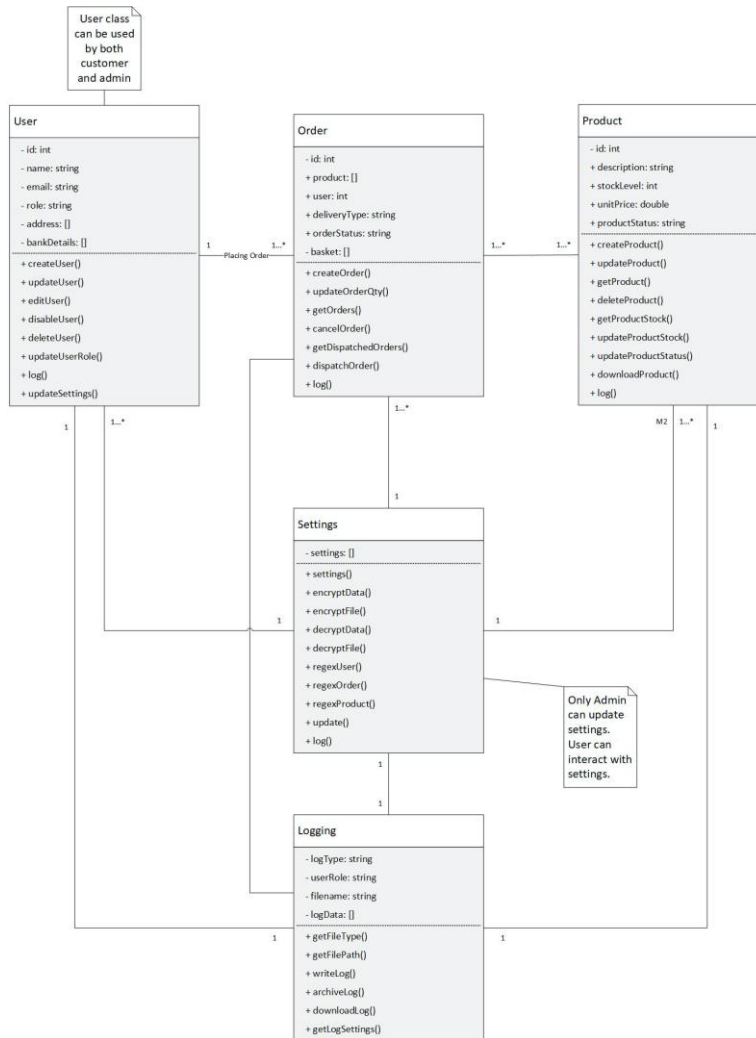 User class
can be used
by both
customer
and admin
User
- id: int
- name: string
- email: string
- role: string
- address: []
- bankDetails: []
+ createUser()
+ updateUser()
+ editUser()
+ disableUser()
+ deleteUser()
+ updateUserRole()
+ log()
+ updateSettings()
1
Placing Order
1...*
Order
- id: int
+ product: []
+ user: int
+ deliveryType: string
+ orderStatus: string
- basket: []
+ createOrder()
+ updateOrderQty()
+ getOrders()
+ cancelOrder()
+ getDispatchedOrders()
+ dispatchOrder()
+ log()
1...*
1...*
Product
- id: int
+ description: string
+ stockLevel: int
+ unitPrice: double
+ productStatus: string
+ createProduct()
+ updateProduct()
+ getProduct()
+ deleteProduct()
+ getProductStock()
+ updateProductStock()
+ updateProductStatus()
+ downloadProduct()
+ log()
1
1...*
1...*
M2
1...*
1
1
Settings
- settings: []
+ settings()
+ encryptData()
+ encryptFile()
+ decryptData()
+ decryptFile()
+ regexUser()
+ regexOrder()
+ regexProduct()
+ update()
+ log()
1
1
Only Admin
can update
settings.
User can
interact with
settings.
1
1
Logging
- logType: string
- userRole: string
- filename: string
- logData: []
+ getFileType()
+ getFilePath()
+ writeLog()
+ archiveLog()
+ downloadLog()
+ getLogSettings()
1
1